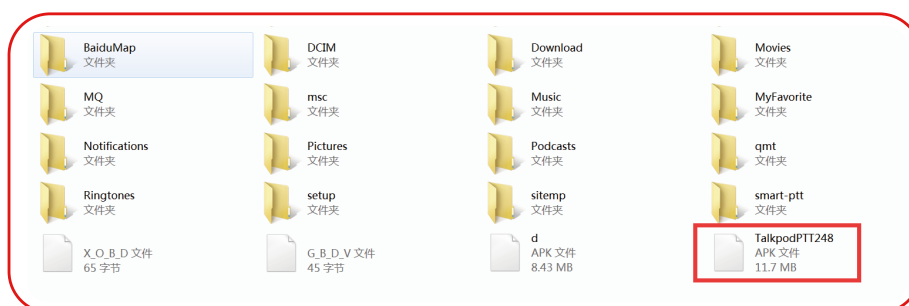 BaiduMap
文件夹
DCIM
文件夹
Download
文件夹
Movies
文件夹
MQ
文件夹
msc
文件夹
Music
文件夹
MyFavorite
文件夹
Notifications
文件夹
Pictures
文件夹
Podcasts
文件夹
qmt
文件夹
Ringtones
文件夹
setup
文件夹
sitemp
文件夹
smart-ptt
文件夹
X_O_B_D 文件
65 字节
G_B_D_V 文件
45 字节
d
APK 文件
8.43 MB
TalkpodPTT248
APK 文件
11.7 MB